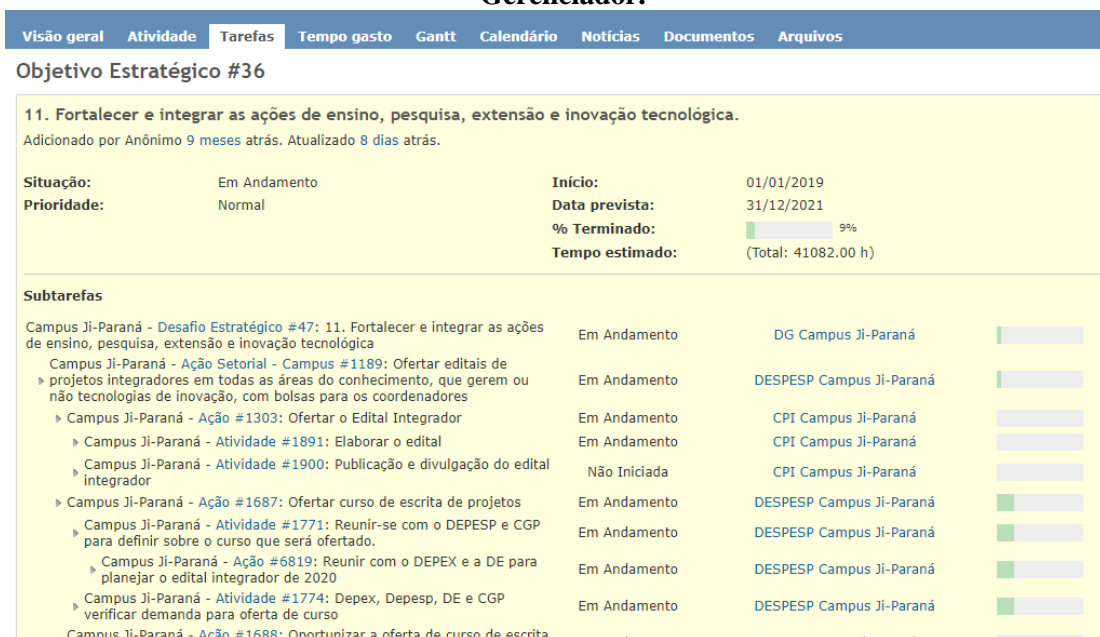 Gerenciador:
Visão geral Atividade Tarefas Tempo gasto Gantt Calendário Notícias Documentos Arquivos
Objetivo Estratégico #36
11. Fortalecer e integrar as ações de ensino, pesquisa, extensão e inovação tecnológica.
Adicionado por Anônimo 9 meses atrás. Atualizado 8 dias atrás.
Situação: Em Andamento Início: 01/01/2019
Prioridade: Normal Data prevista: 31/12/2021
% Terminado: 9%
Tempo estimado: (Total: 41082.00 h)
Subtarefas
Campus Ji-Paraná - Desafio Estratégico #47: 11. Fortalecer e integrar as ações
de ensino, pesquisa, extensão e inovação tecnológica
Em Andamento DG Campus Ji-Paraná
Campus Ji-Paraná - Ação Setorial - Campus #1189: Ofertar editais de
projetos integradores em todas as áreas do conhecimento, que gerem ou
não tecnologias de inovação, com bolsas para os coordenadores
Em Andamento DESPESP Campus Ji-Paraná
Campus Ji-Paraná - Ação #1303: Ofertar o Edital Integrador Em Andamento CPI Campus Ji-Paraná
Campus Ji-Paraná - Atividade #1891: Elaborar o edital Em Andamento CPI Campus Ji-Paraná
Campus Ji-Paraná - Atividade #1900: Publicação e divulgação do edital
integrador
Não Iniciada CPI Campus Ji-Paraná
Campus Ji-Paraná - Ação #1687: Ofertar curso de escrita de projetos Em Andamento DESPESP Campus Ji-Paraná
Campus Ji-Paraná - Atividade #1771: Reunir-se com o DEPESP e CGP
para definir sobre o curso que será ofertado.
Em Andamento DESPESP Campus Ji-Paraná
Campus Ji-Paraná - Ação #6819: Reunir com o DEPEX e a DE para
planejar o edital integrador de 2020
Em Andamento DESPESP Campus Ji-Paraná
Campus Ji-Paraná - Atividade #1774: Depex, Depesp, DE e CGP
verificar demanda para oferta de curso
Em Andamento DESPESP Campus Ji-Paraná
Campus Ji-Paraná - Ação #1688: Oportunizar a oferta de curso de escrita